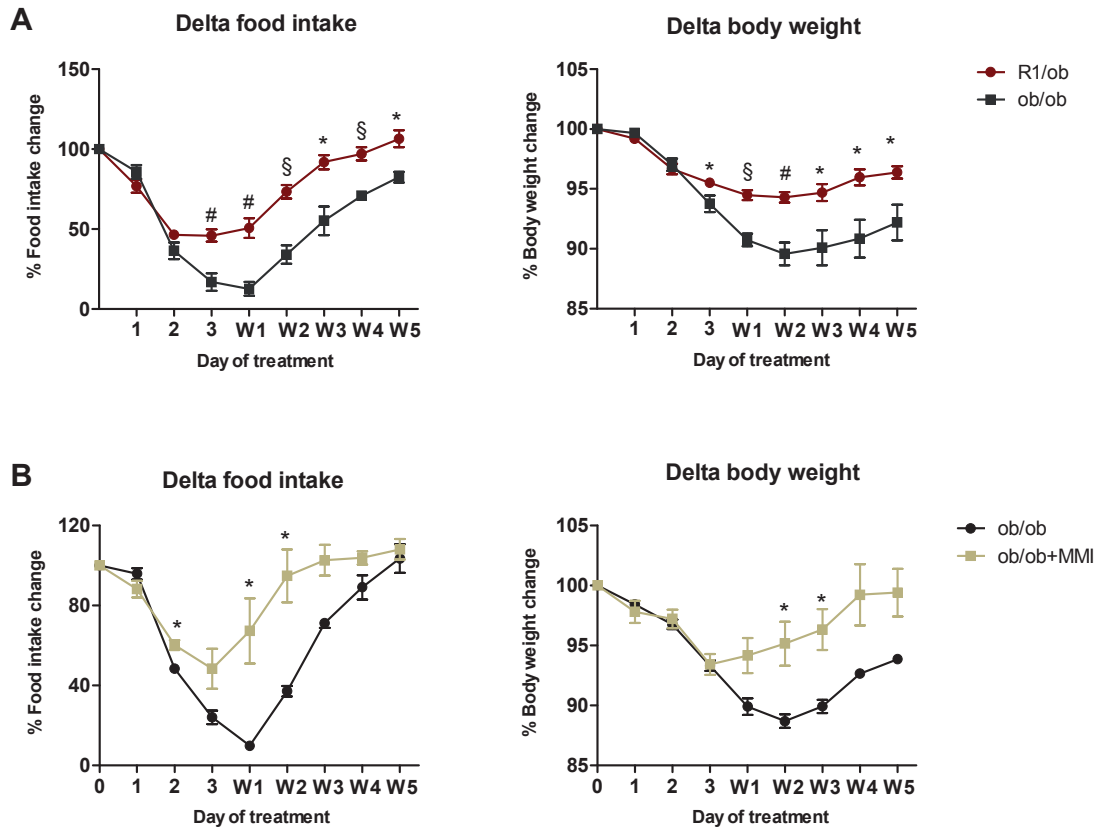 A
Delta food intake
% Food intake change
150
100
50
0
# # § * § *
1 2 3 W1 W2 W3 W4 W5
Day of treatment
Delta body weight
% Body weight change
105
100
95
90
85
* § # * * *
1 2 3 W1 W2 W3 W4 W5
Day of treatment
R1/ob
ob/ob
B
Delta food intake
% Food intake change
120
80
40
0
* * *
0 1 2 3 W1 W2 W3 W4 W5
Day of treatment
Delta body weight
% Body weight change
105
100
95
90
85
* *
0 1 2 3 W1 W2 W3 W4 W5
Day of treatment
ob/ob
ob/ob+MMI